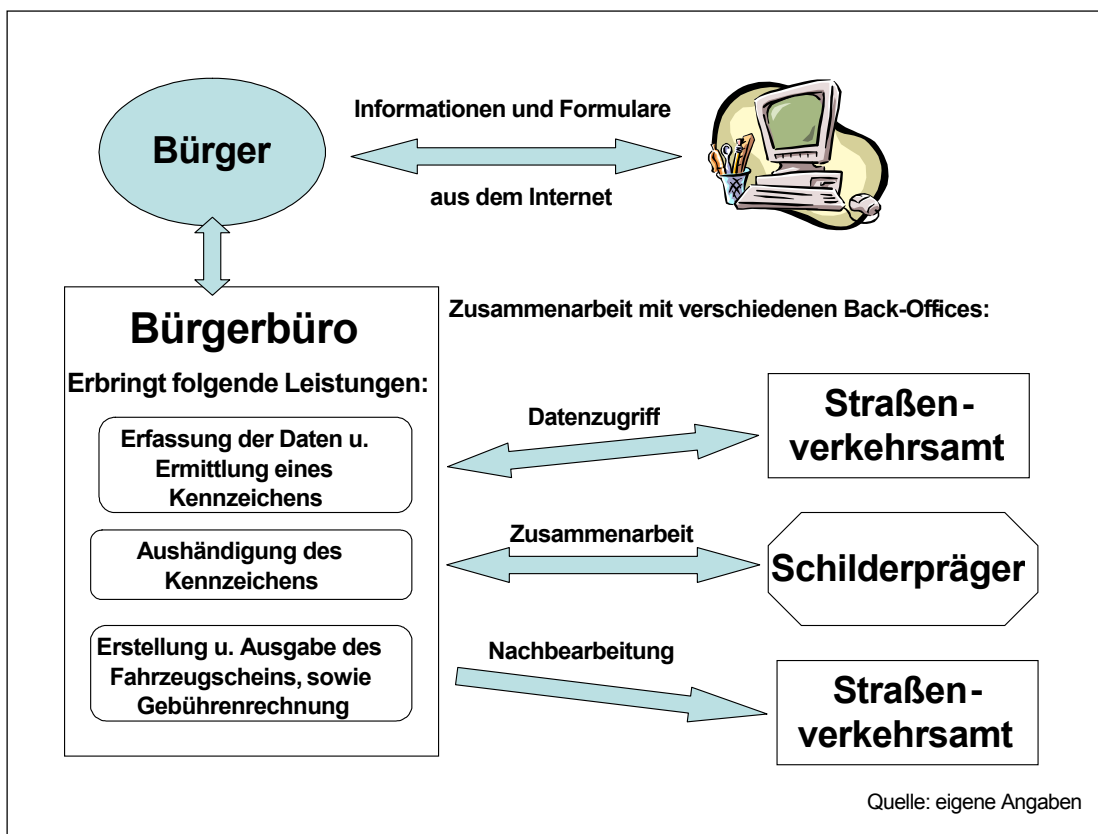 Bürger
Informationen und Formulare
aus dem Internet
Bürgerbüro
Erbringt folgende Leistungen:
Erfassung der Daten u.
Ermittlung eines
Kennzeichens
Aushändigung des
Kennzeichens
Erstellung u. Ausgabe des
Fahrzeugscheins, sowie
Gebührenrechnung
Zusammenarbeit mit verschiedenen Back-Offices:
Datenzugriff
Straßen-
verkehrsamt
Zusammenarbeit
Schilderpräger
Nachbearbeitung
Straßen-
verkehrsamt
Quelle: eigene Angaben